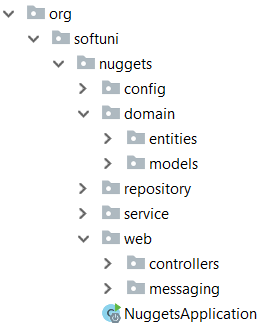 org
softuni
nuggets
config
domain
entities
models
repository
service
web
controllers
messaging
NuggetsApplication